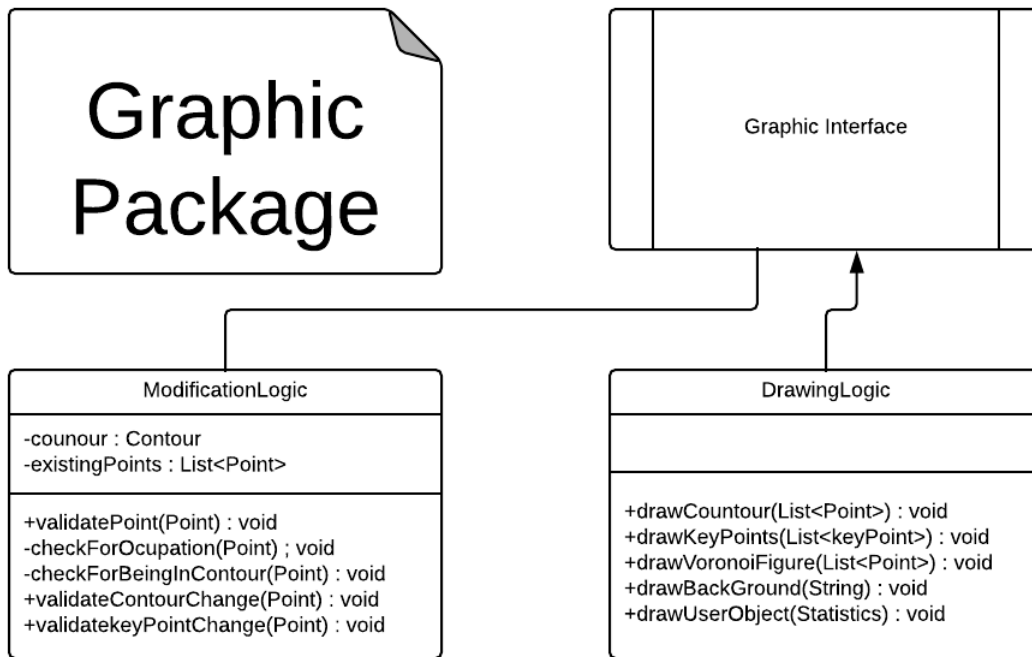 Graphic
Package
Graphic Interface
ModificationLogic
-counour : Contour
-existingPoints : List<Point>
+validatePoint(Point) : void
-checkForOcupation(Point) ; void
-checkForBeingInContour(Point) : void
+validateContourChange(Point) : void
+validatekeyPointChange(Point) : void
DrawingLogic
+drawCountour(List<Point>) : void
+drawKeyPoints(List<keyPoint>) : void
+drawVoronoiFigure(List<Point>) : void
+drawBackGround(String) : void
+drawUserObject(Statistics) : void